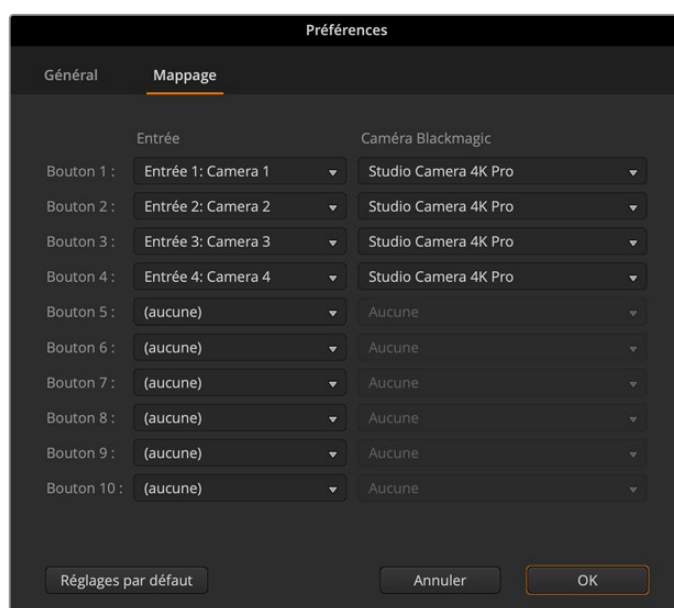 Préférences
Général Mappage
Entrée Caméra Blackmagic
Bouton 1 : Entrée 1: Camera 1 Studio Camera 4K Pro
Bouton 2 : Entrée 2: Camera 2 Studio Camera 4K Pro
Bouton 3 : Entrée 3: Camera 3 Studio Camera 4K Pro
Bouton 4 : Entrée 4: Camera 4 Studio Camera 4K Pro
Bouton 5 : (aucune) Aucune
Bouton 6 : (aucune) Aucune
Bouton 7 : (aucune) Aucune
Bouton 8 : (aucune) Aucune
Bouton 9 : (aucune) Aucune
Bouton 10 : (aucune) Aucune
Réglages par défaut Annuler OK